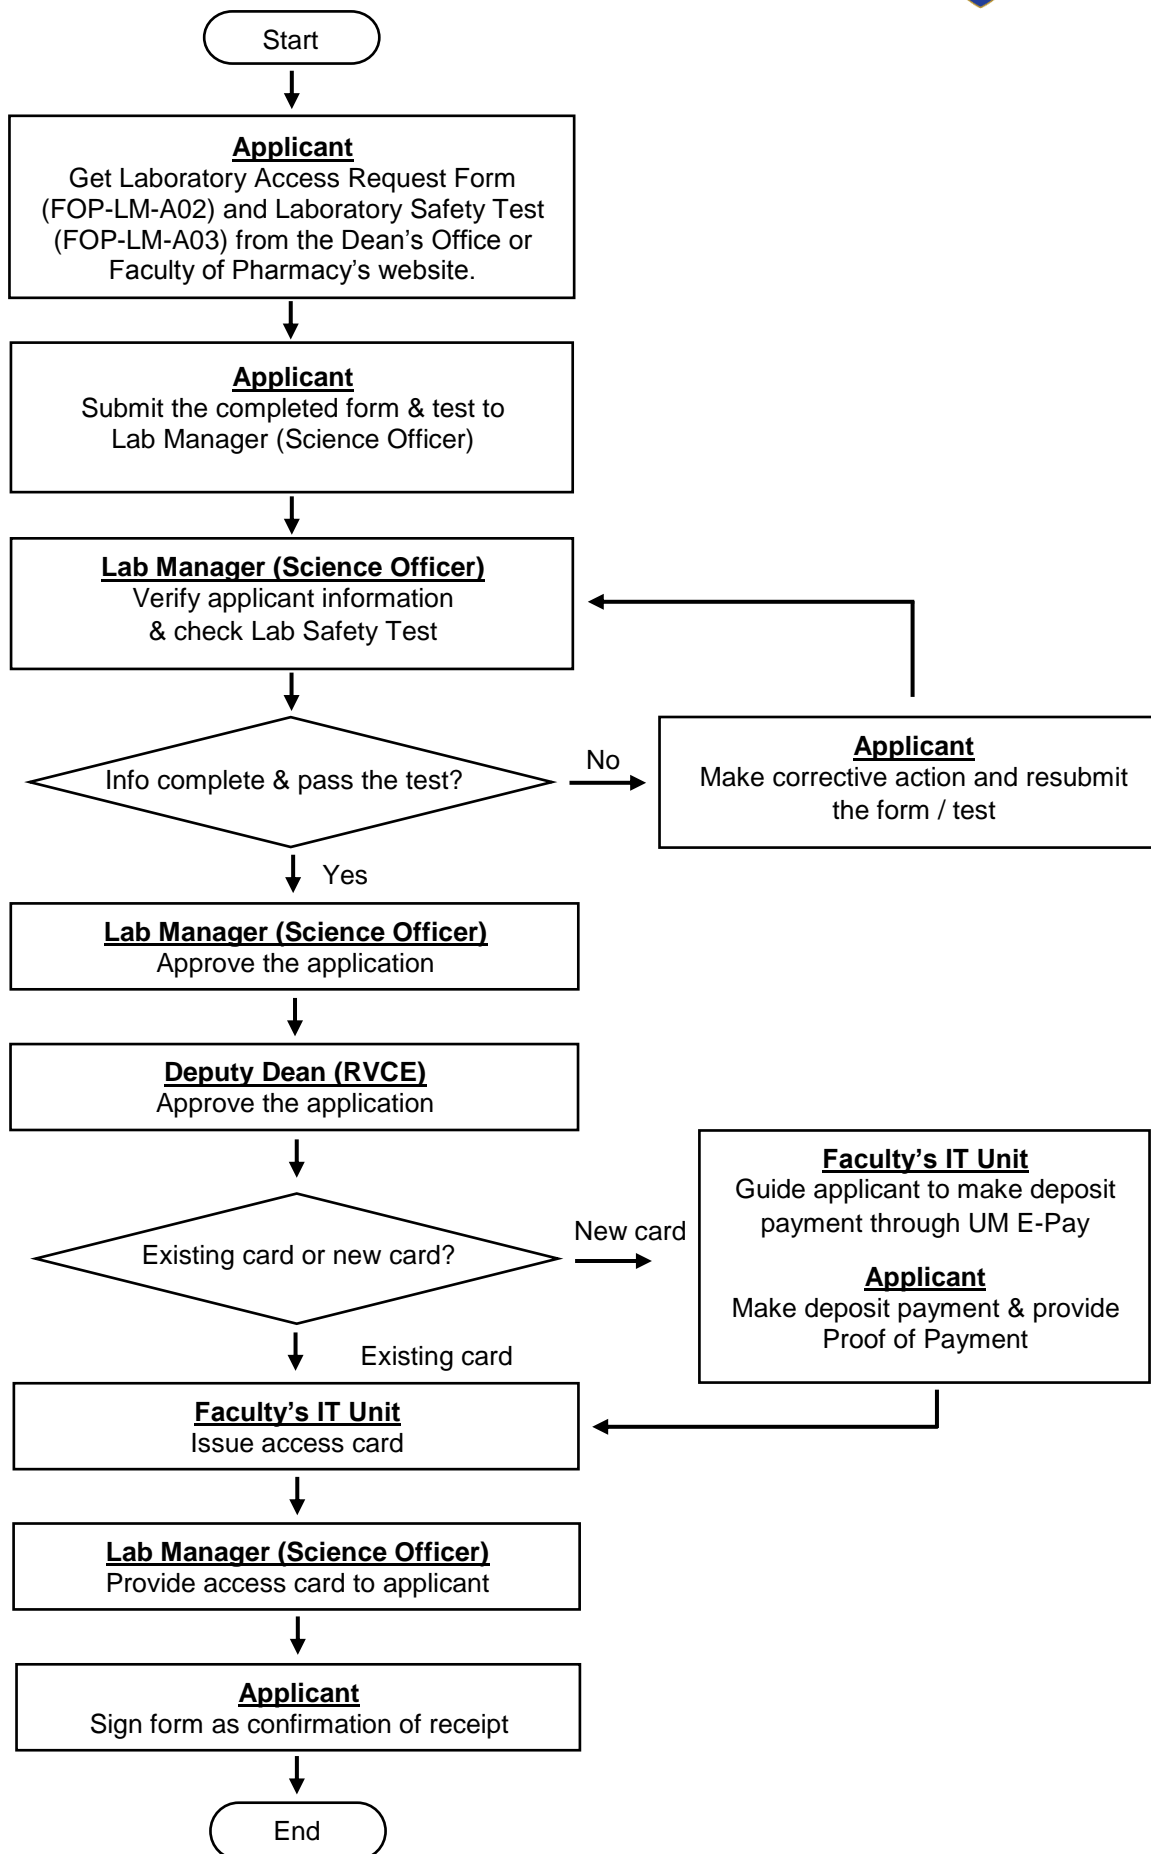 Start
Applicant
Get Laboratory Access Request Form
(FOP-LM-A02) and Laboratory Safety Test
(FOP-LM-A03) from the Dean’s Office or
Faculty of Pharmacy’s website.
Applicant
Submit the completed form & test to
Lab Manager (Science Officer)
Lab Manager (Science Officer)
Verify applicant information
& check Lab Safety Test
Info complete & pass the test?
No
Applicant
Make corrective action and resubmit
the form / test
Yes
Lab Manager (Science Officer)
Approve the application
Deputy Dean (RVCE)
Approve the application
Existing card or new card?
New card
Faculty’s IT Unit
Guide applicant to make deposit
payment through UM E-Pay
Applicant
Make deposit payment & provide
Proof of Payment
Existing card
Faculty’s IT Unit
Issue access card
Lab Manager (Science Officer)
Provide access card to applicant
Applicant
Sign form as confirmation of receipt
End